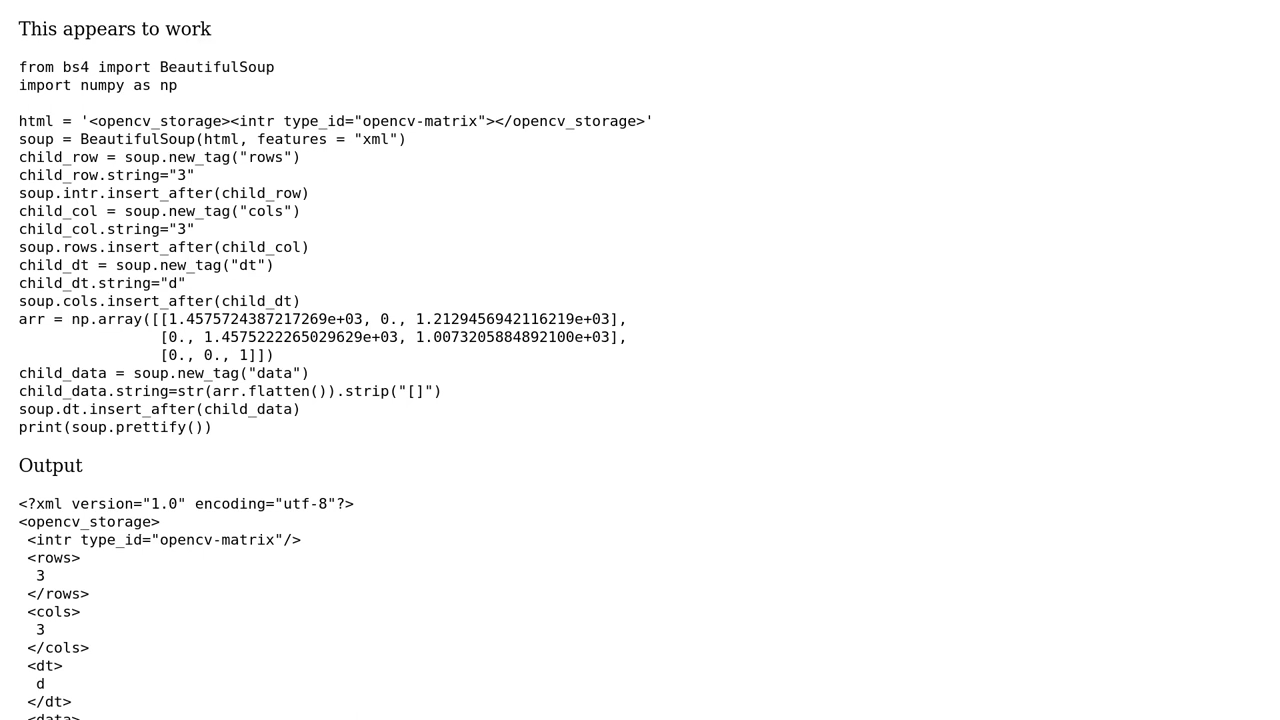 This appears to work
from bs4 import BeautifulSoup
import numpy as np
html = '<opencv_storage><intr type_id="opencv-matrix"></opencv_storage>'
soup = BeautifulSoup(html, features = "xml")
child_row = soup.new_tag("rows")
child_row.string="3"
soup.intr.insert_after(child_row)
child_col = soup.new_tag("cols")
child_col.string="3"
soup.rows.insert_after(child_col)
child_dt = soup.new_tag("dt")
child_dt.string="d"
soup.cols.insert_after(child_dt)
arr = np.array([[1.4575724387217269e+03, 0., 1.2129456942116219e+03],
                [0., 1.4575222265029629e+03, 1.0073205884892100e+03],
                [0., 0., 1]])
child_data = soup.new_tag("data")
child_data.string=str(arr.flatten()).strip("[]")
soup.dt.insert_after(child_data)
print(soup.prettify())
Output
<?xml version="1.0" encoding="utf-8"?>
<opencv_storage>
 <intr type_id="opencv-matrix"/>
 <rows>
  3
 </rows>
 <cols>
  3
 </cols>
 <dt>
  d
 </dt>
 <data>